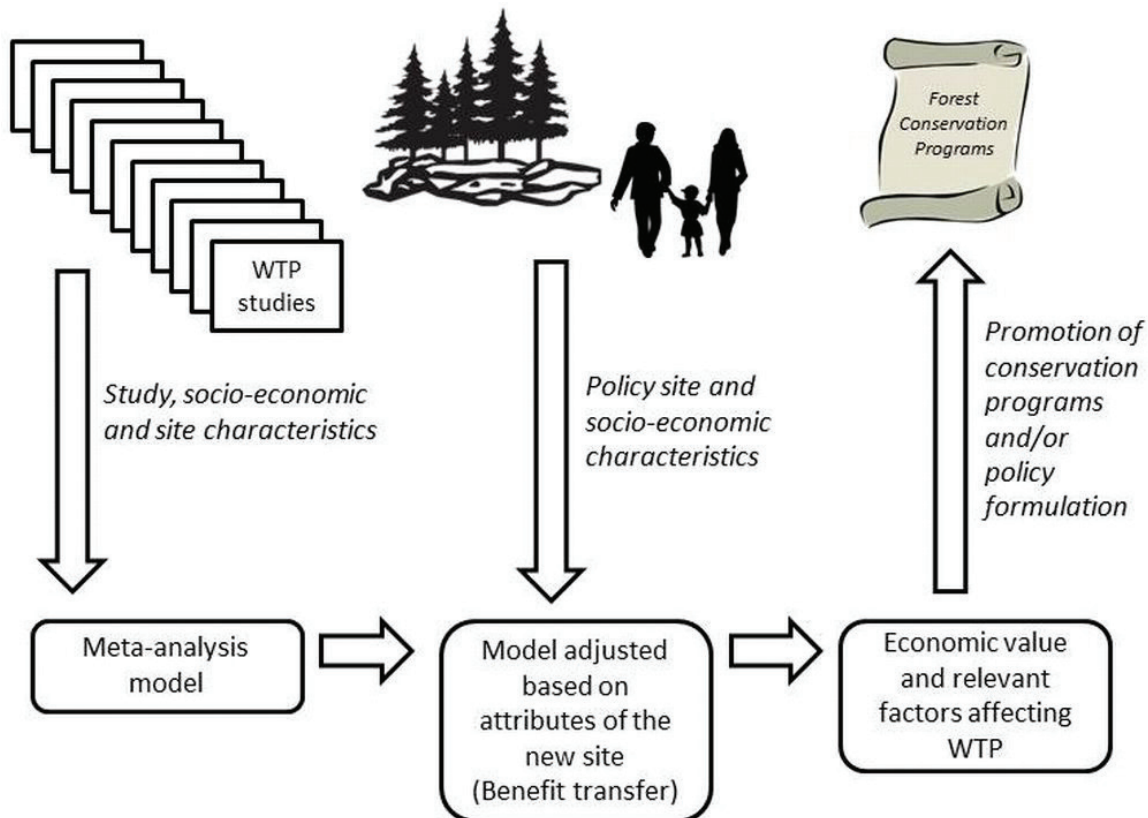 WTP
studies
Forest
Conservation
Programs
Study, socio-economic
and site characteristics
Policy site and
socio-economic
characteristics
Promotion of
conservation
programs
and/or
policy
formulation
Meta-analysis
model
Model adjusted
based on
attributes of the
new site
(Benefit transfer)
Economic value
and relevant
factors affecting
WTP